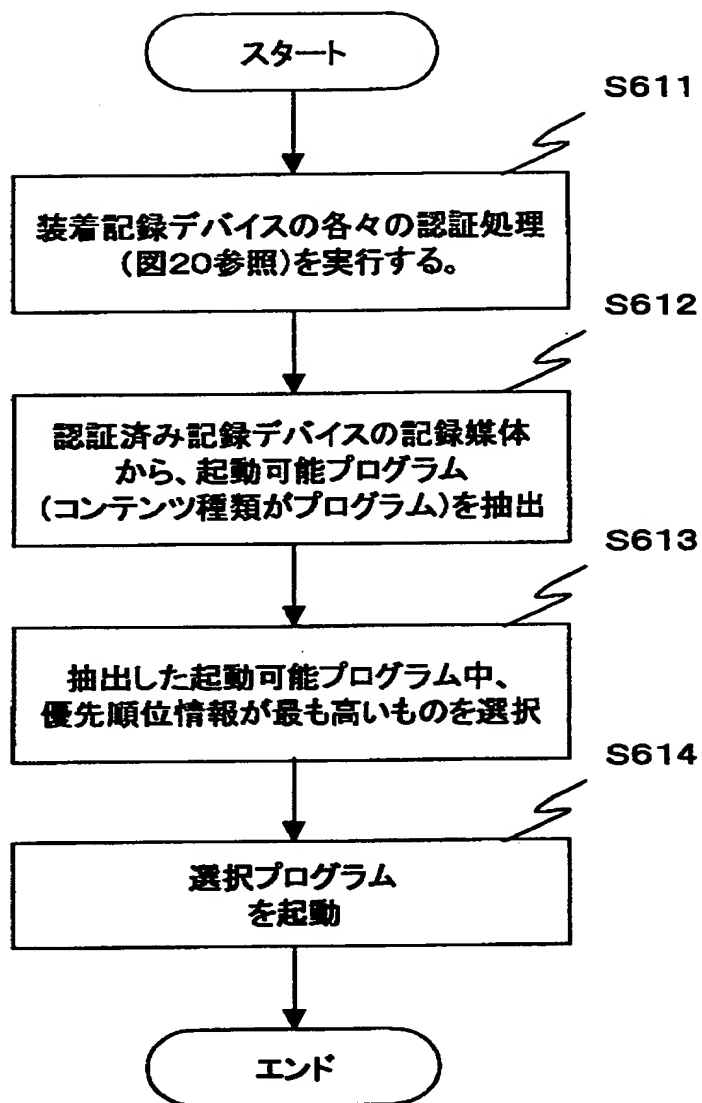 スタート
S611
装着記録デバイスの各々の認証処理
(図20参照)を実行する。
S612
認証済み記録デバイスの記録媒体
から、起動可能プログラム
(コンテンツ種類がプログラム)を抽出
S613
抽出した起動可能プログラム中、
優先順位情報が最も高いものを選択
S614
選択プログラム
を起動
エンド